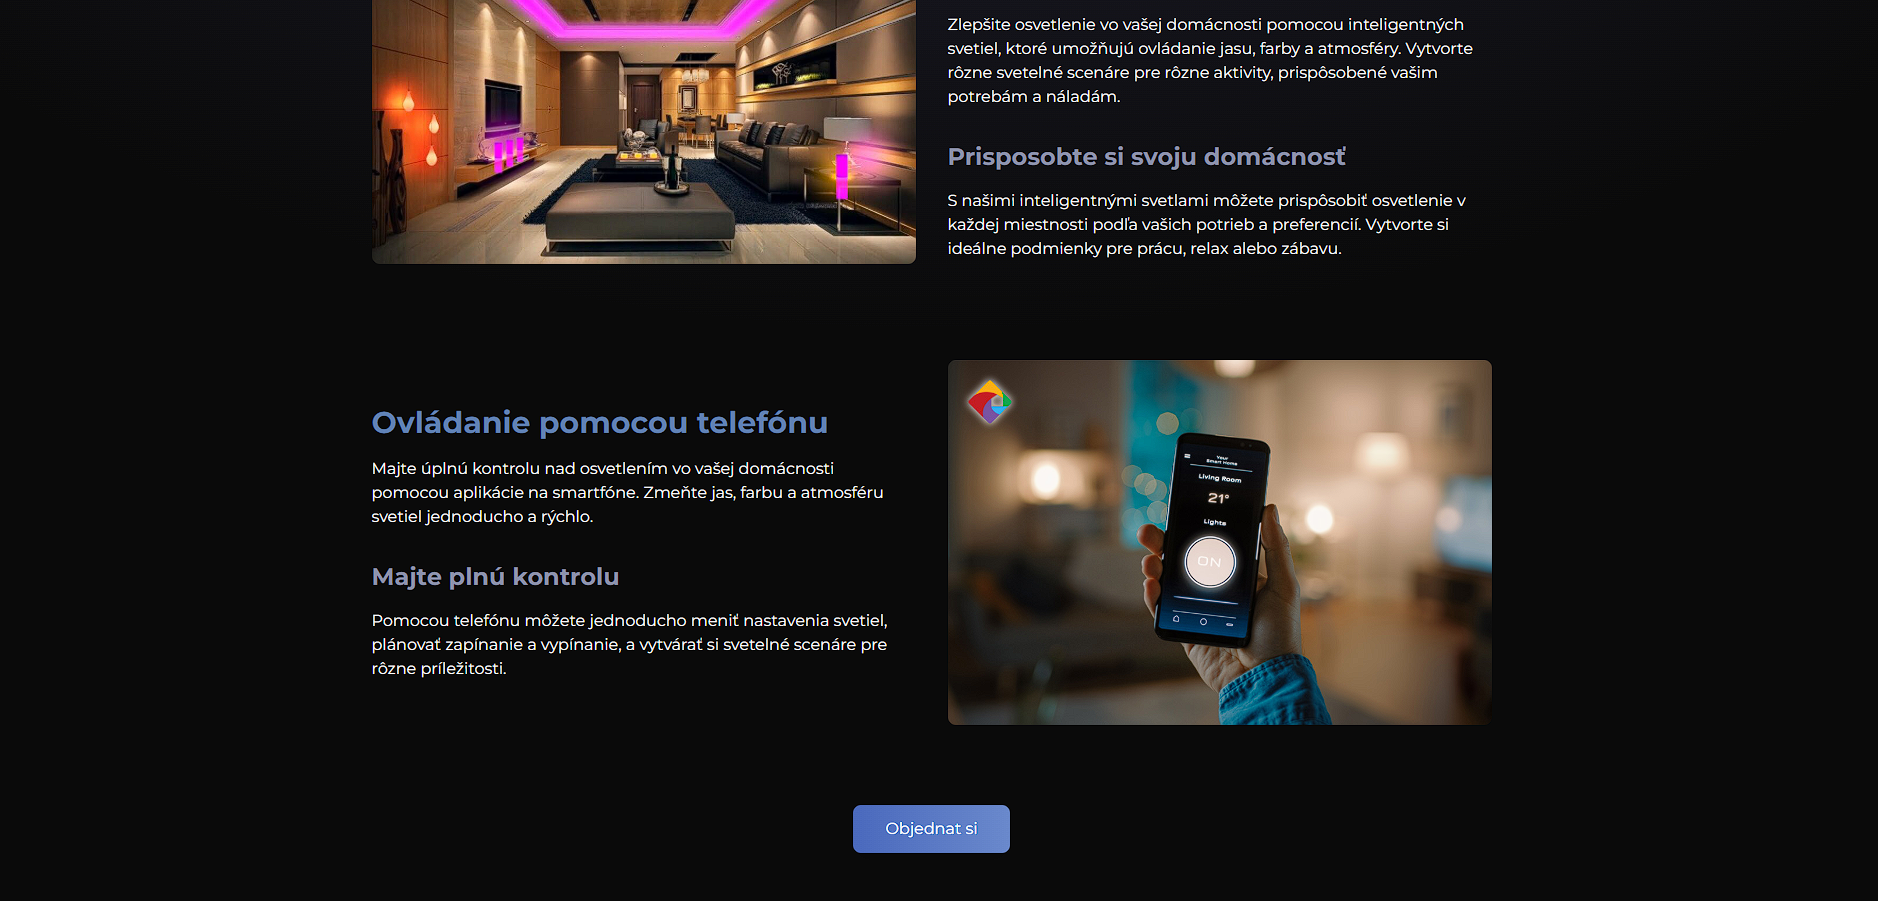 Zlepšite osvetlenie vo vašej domácnosti pomocou inteligentných
svetiel, ktoré umožňujú ovládanie jasu, farby a atmosféry. Vytvorte
rôzne svetelné scenáre pre rôzne aktivity, prispôsobené vašim
potrebám a náladám.
Prisposobte si svoju domácnosť
S našimi inteligentnými svetlami môžete prispôsobiť osvetlenie v
každej miestnosti podľa vašich potrieb a preferencií. Vytvorte si
ideálne podmienky pre prácu, relax alebo zábavu.
Ovládanie pomocou telefónu
Majte úplnú kontrolu nad osvetlením vo vašej domácnosti
pomocou aplikácie na smartfóne. Zmeňte jas, farbu a atmosféru
svetiel jednoducho a rýchlo.
Majte plnú kontrolu
Pomocou telefónu môžete jednoducho meniť nastavenia svetiel,
plánovať zapínanie a vypínanie, a vytvárať si svetelné scenáre pre
rôzne príležitosti.
Your
Smart Home
Living Room
21°
Lights
ON
Objednat si